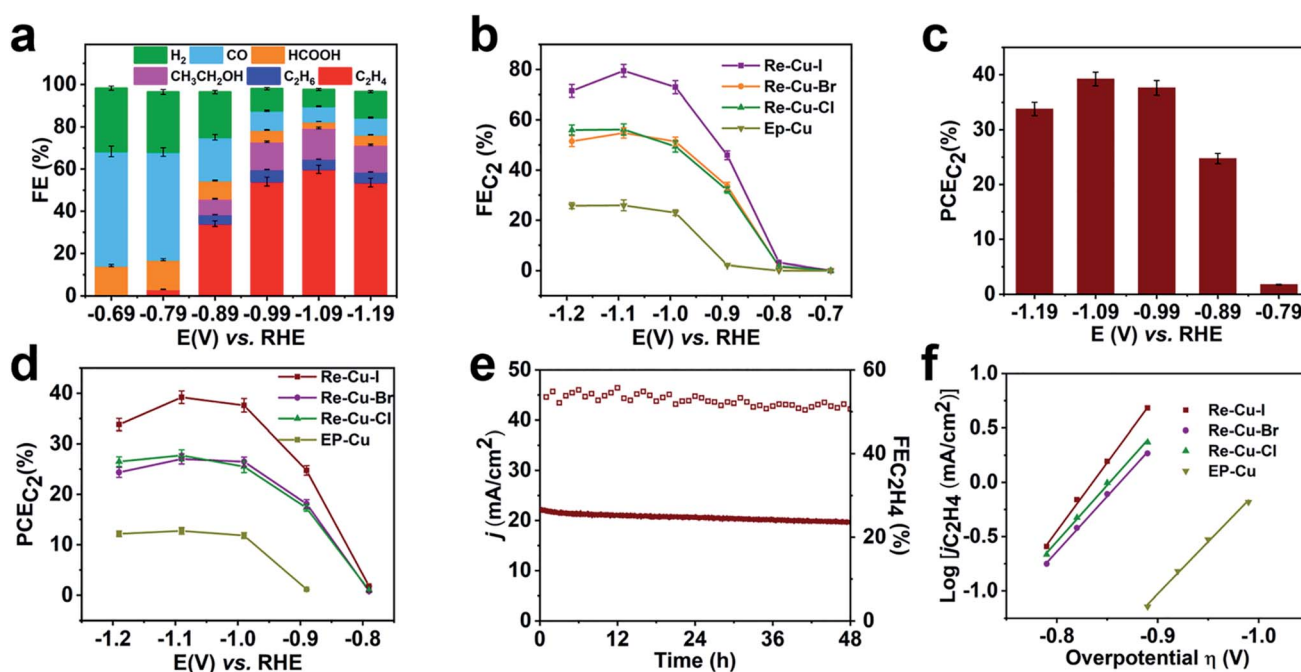 a
H2 CO HCOOH
CH3CH2OH C2H6 C2H4
100
80
60
40
20
0
FE (%)
-0.69 -0.79 -0.89 -0.99 -1.09 -1.19
E(V) vs. RHE
b
Re-Cu-I
Re-Cu-Br
Re-Cu-Cl
Ep-Cu
80
60
40
20
0
FEC2(%)
-1.2 -1.1 -1.0 -0.9 -0.8 -0.7
E(V) vs. RHE
c
40
30
20
10
0
PCEC2(%)
-1.19 -1.09 -0.99 -0.89 -0.79
E (V) vs. RHE
d
Re-Cu-I
Re-Cu-Br
Re-Cu-Cl
EP-Cu
40
30
20
10
0
PCEC2(%)
-1.2 -1.1 -1.0 -0.9 -0.8
E(V) vs. RHE
e
50
45
40
35
30
25
20
15
10
5
0
j (mA/cm2)
60
40
20
0
FEC2H4 (%)
0 12 24 36 48
Time (h)
f
Re-Cu-I
Re-Cu-Br
Re-Cu-Cl
EP-Cu
1.0
0.5
0.0
-0.5
-1.0
Log [jC2H4 (mA/cm2)]
-0.8 -0.9 -1.0
Overpotential η (V)